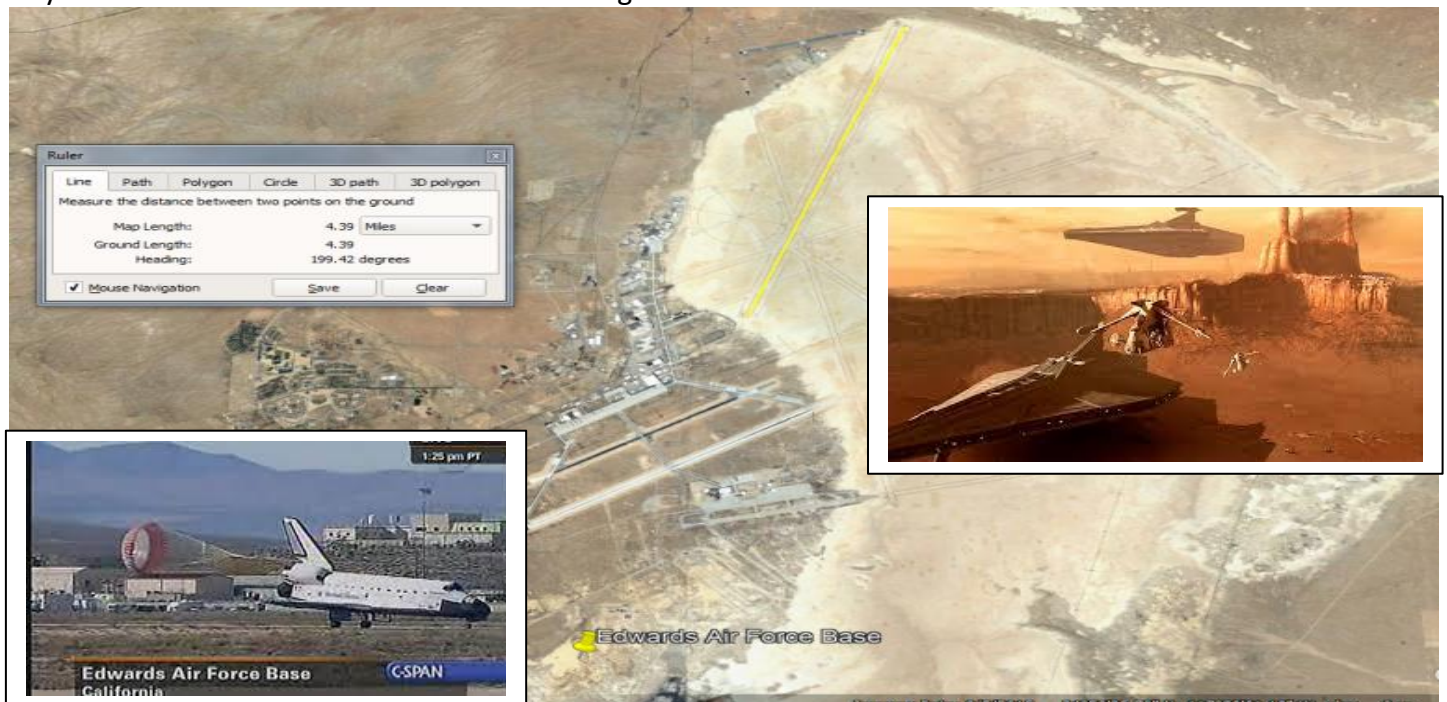 Ruler
Line Path Polygon Circle 3D path 3D polygon
Measure the distance between two points on the ground
Map Length: 4.39 Miles
Ground Length: 4.39
Heading: 199.42 degrees
Mouse Navigation Save Clear
1:25 pm PT
Edwards Air Force Base
C-SPAN
California
Edwards Air Force Base